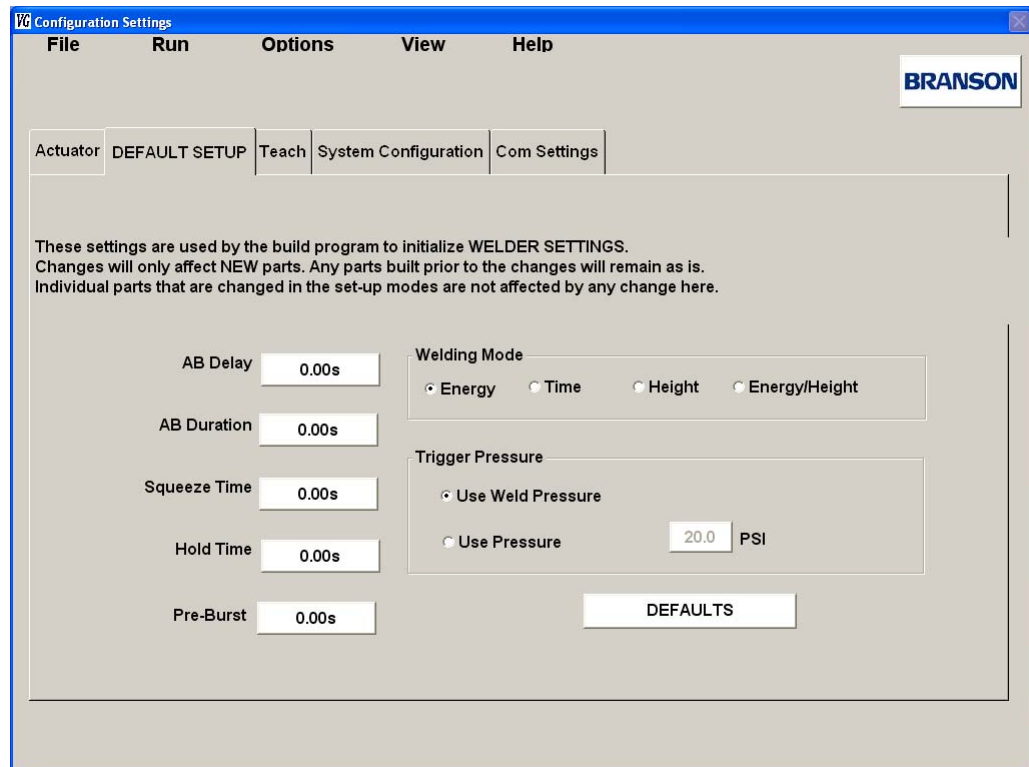 VG Configuration Settings
File Run Options View Help
BRANSON
Actuator DEFAULT SETUP Teach System Configuration Com Settings
These settings are used by the build program to initialize WELDER SETTINGS.
Changes will only affect NEW parts. Any parts built prior to the changes will remain as is.
Individual parts that are changed in the set-up modes are not affected by any change here.
AB Delay 0.00s
AB Duration 0.00s
Squeeze Time 0.00s
Hold Time 0.00s
Pre-Burst 0.00s
Welding Mode
Energy Time Height Energy/Height
Trigger Pressure
Use Weld Pressure
Use Pressure 20.0 PSI
DEFAULTS